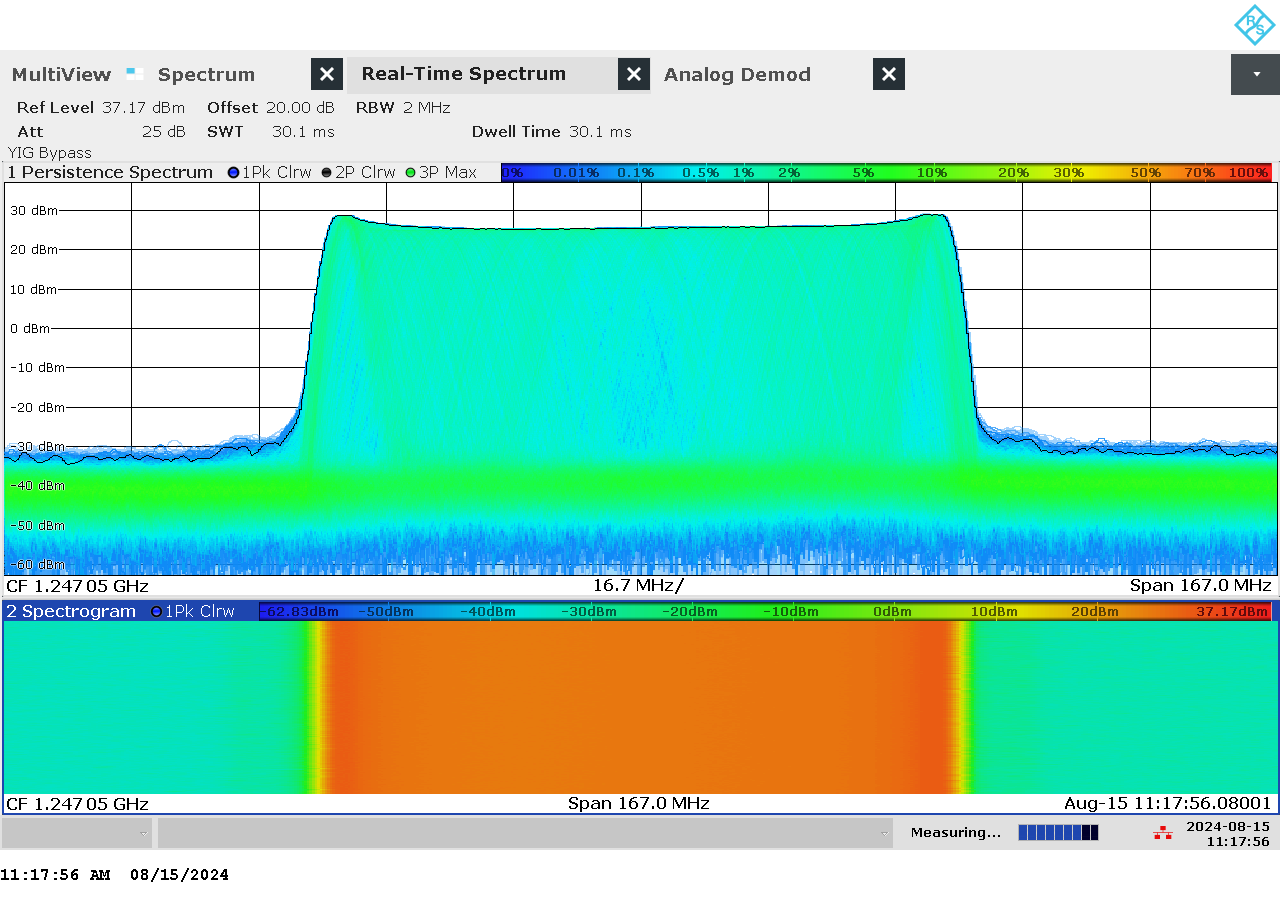 R/S
MultiView Spectrum Real-Time Spectrum Analog Demod
Ref Level 37.17 dBm Offset 20.00 dB RBW 2 MHz
Att 25 dB SWT 30.1 ms Dwell Time 30.1 ms
YIG Bypass
1 Persistence Spectrum 1Pk Clrw 2P Clrw 3P Max 0% 0.01% 0.1% 0.5% 1% 2% 5% 10% 20% 30% 50% 70% 100%
30 dBm
20 dBm
10 dBm
0 dBm
-10 dBm
-20 dBm
-30 dBm
-40 dBm
-50 dBm
-60 dBm
CF 1.24705 GHz 16.7 MHz/ Span 167.0 MHz
2 Spectrogram 1Pk Clrw -62.83dBm -50dBm -40dBm -30dBm -20dBm -10dBm 0dBm 10dBm 20dBm 37.17dBm
CF 1.24705 GHz Span 167.0 MHz Aug-15 11:17:56.08001
Measuring... 2024-08-15
11:17:56
11:17:56 AM 08/15/2024